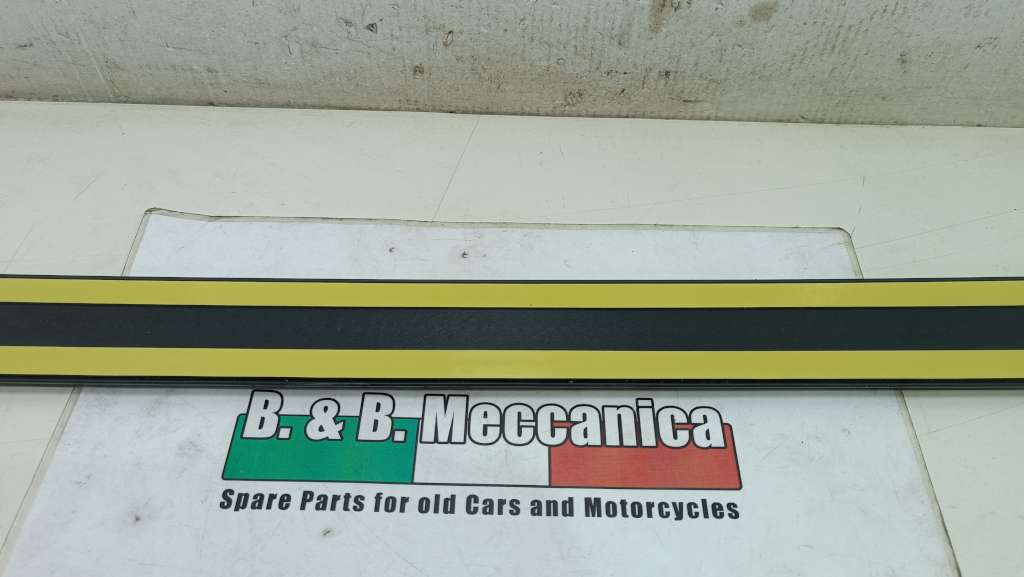 B. & B. Meccanica
Spare Parts for old Cars and Motorcycles